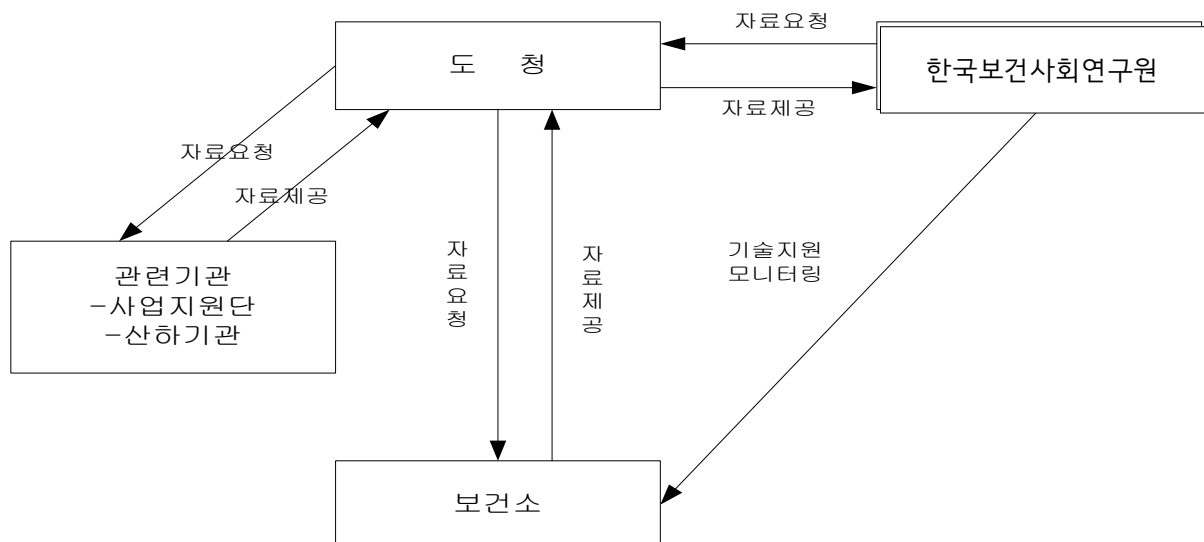 자료요청
도 청
한국보건사회연구원
자료제공
자료요청
자료제공
관련기관
-사업지원단
-산하기관
자료요청
자료제공
기술지원
모니터링
보건소